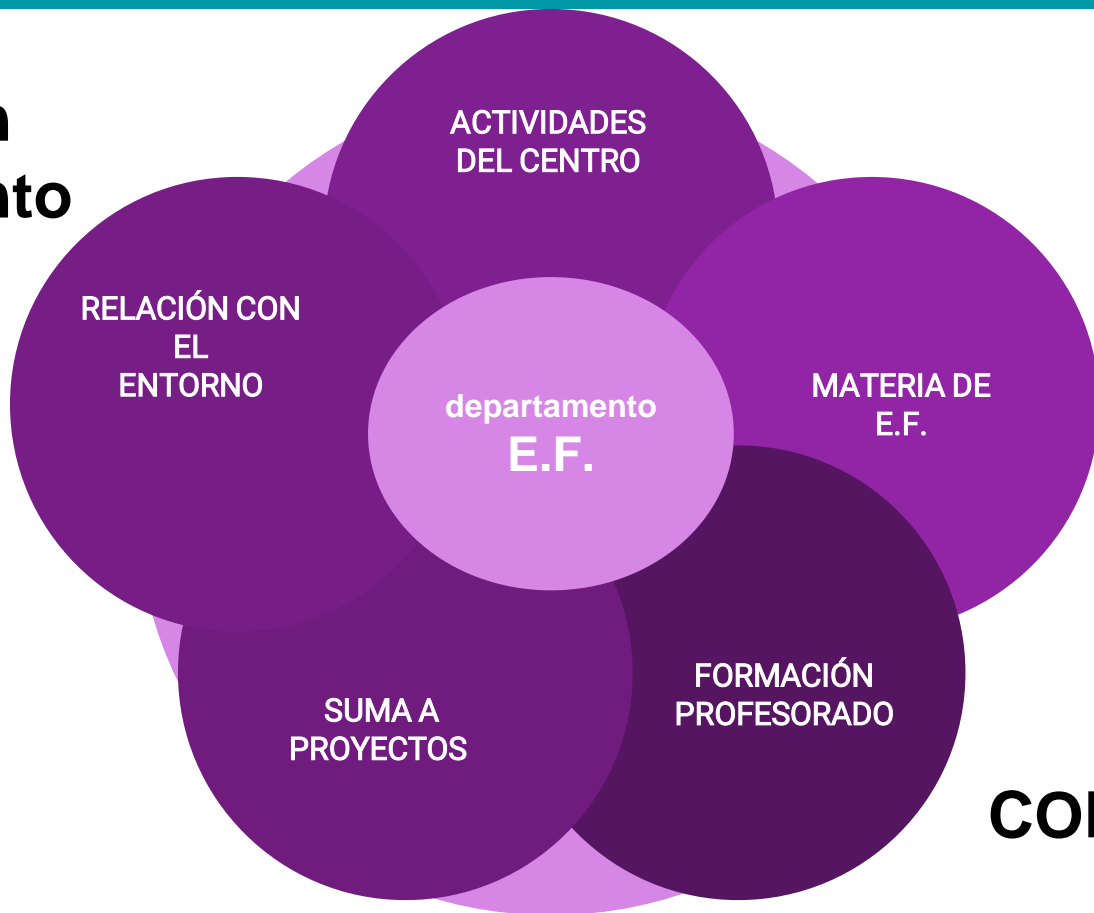 ACTIVIDADES
DEL CENTRO
RELACIÓN CON
EL
ENTORNO
MATERIA DE
E.F.
departamento
E.F.
FORMACIÓN
PROFESORADO
SUMA A
PROYECTOS